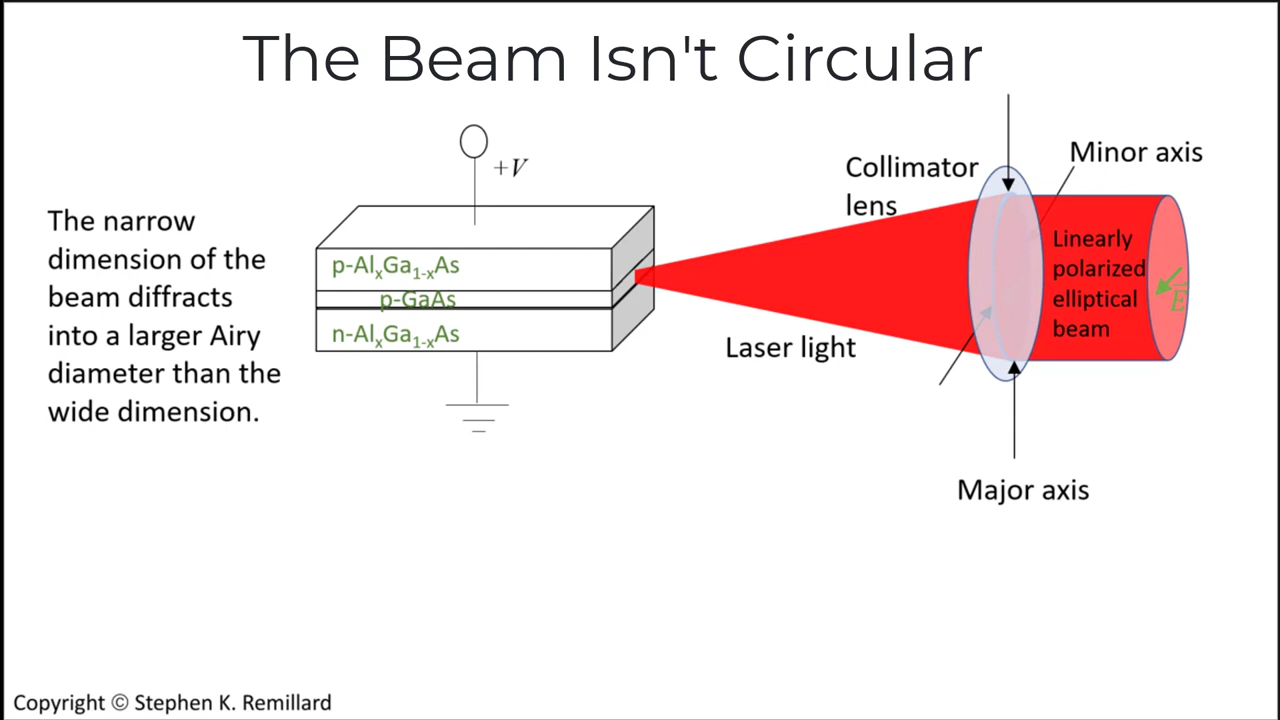 The Beam Isn't Circular
The narrow
dimension of the
beam diffracts
into a larger Airy
diameter than the
wide dimension.
+V
p-AlₓGa₁₋ₓAs
p-GaAs
n-AlₓGa₁₋ₓAs
Laser light
Collimator
lens
Minor axis
Linearly
polarized
elliptical
beam
E
Major axis
Copyright © Stephen K. Remillard